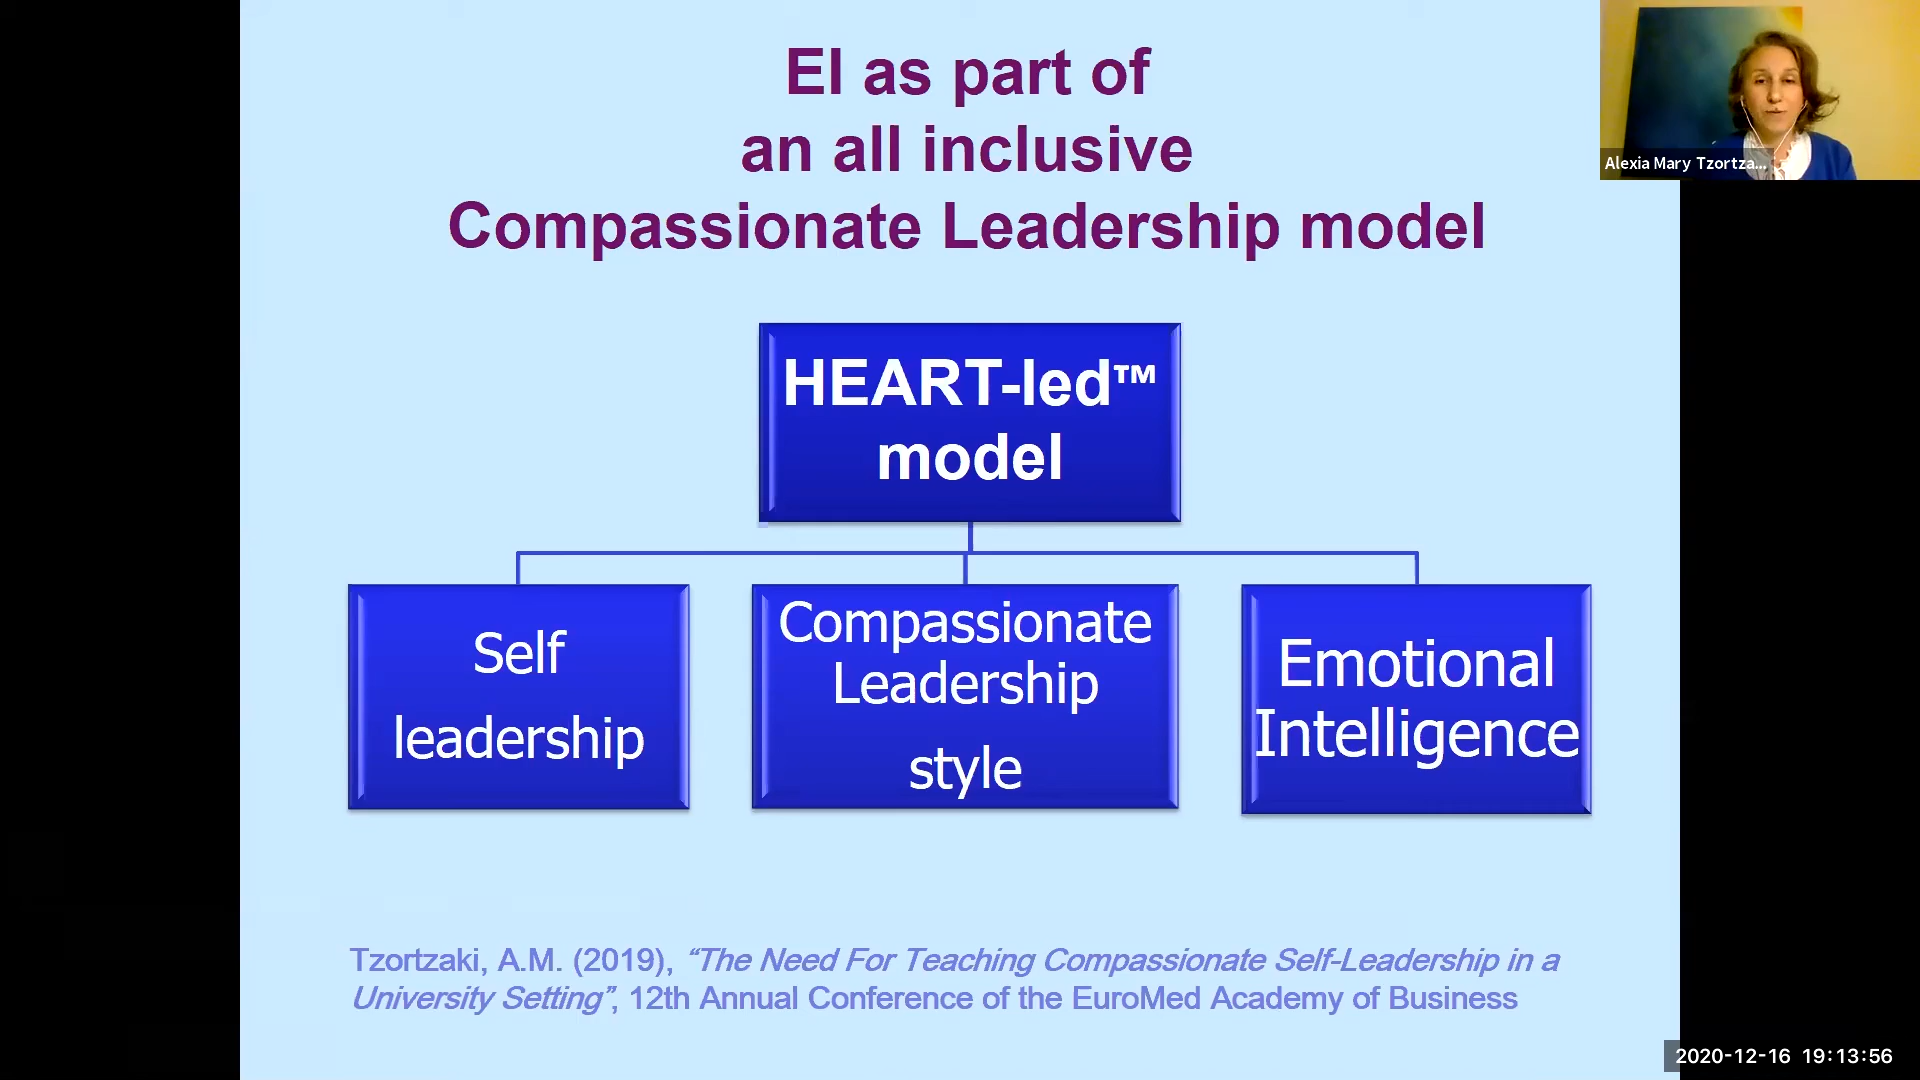 EI as part of
an all inclusive
Compassionate Leadership model
Alexia Mary Tzortza...
HEART-led™
model
Self
leadership
Compassionate
Leadership
style
Emotional
Intelligence
Tzortzaki, A.M. (2019), “The Need For Teaching Compassionate Self-Leadership in a
University Setting”, 12th Annual Conference of the EuroMed Academy of Business
2020-12-16 19:13:56